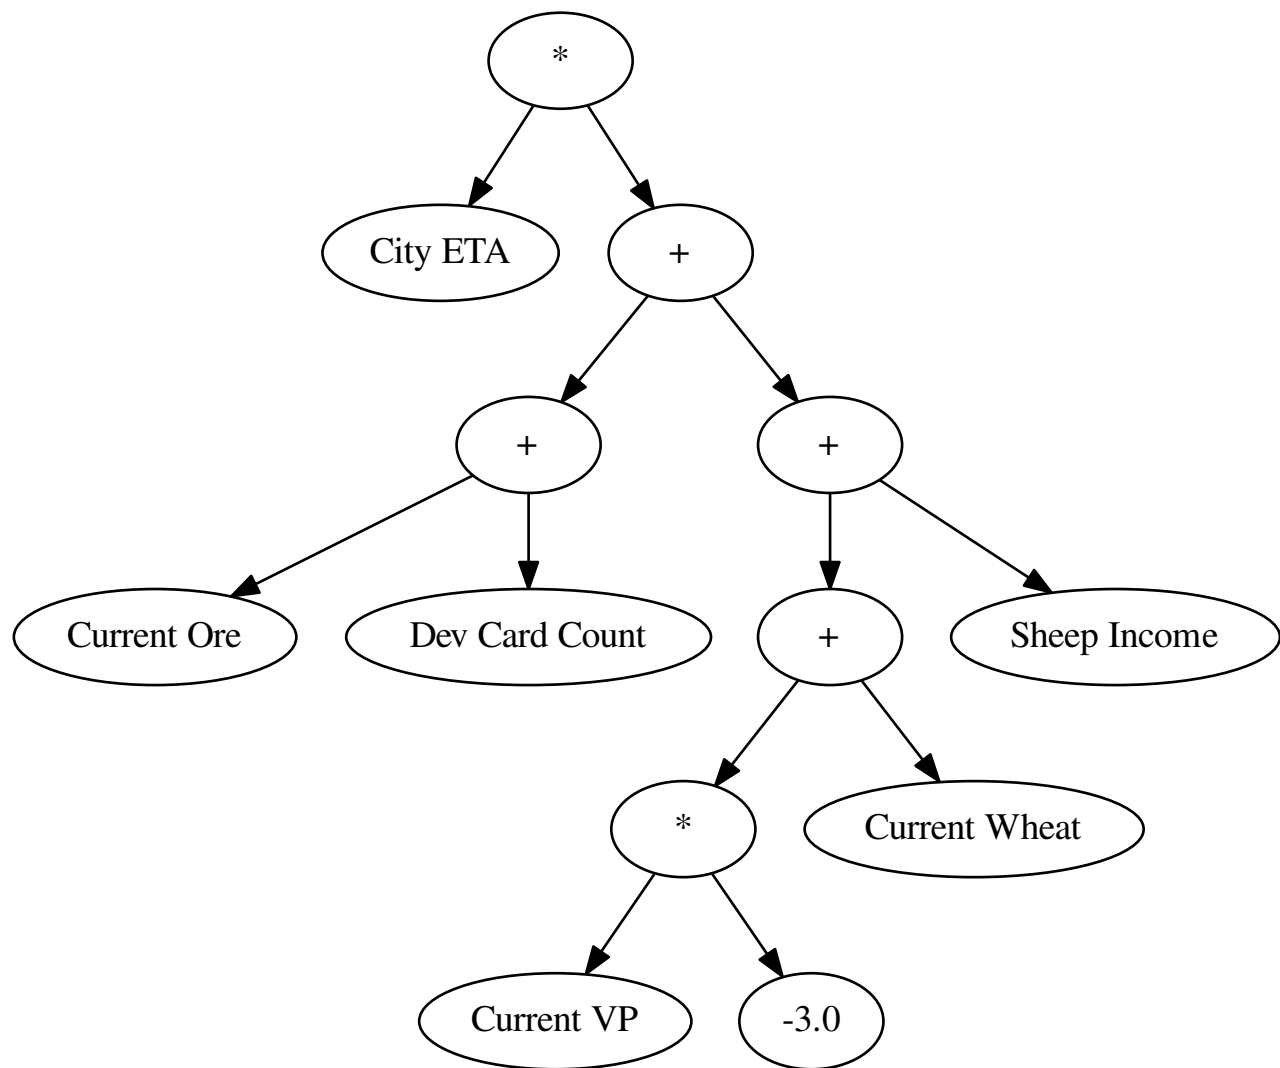 *
City ETA
+
+
+
Current Ore
Dev Card Count
+
Sheep Income
*
Current Wheat
Current VP
-3.0